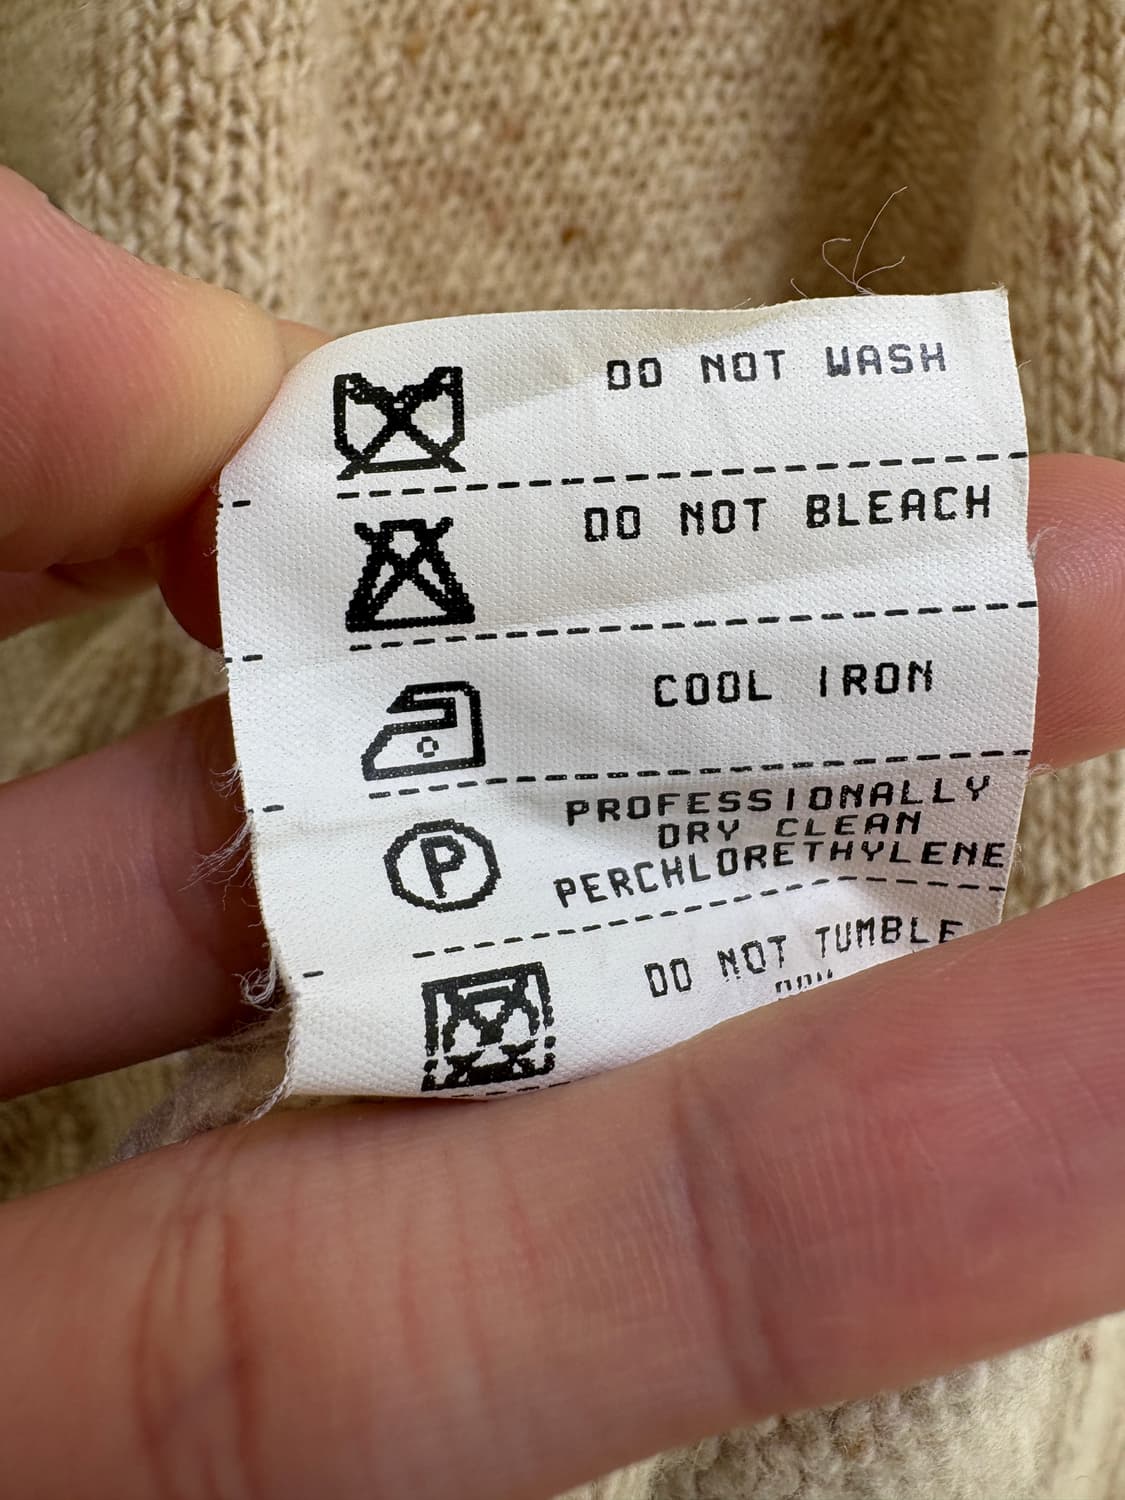 DO NOT WASH
DO NOT BLEACH
COOL IRON
P
PROFESSIONALLY
DRY CLEAN
PERCHLORETHYLENE
DO NOT TUMBLE